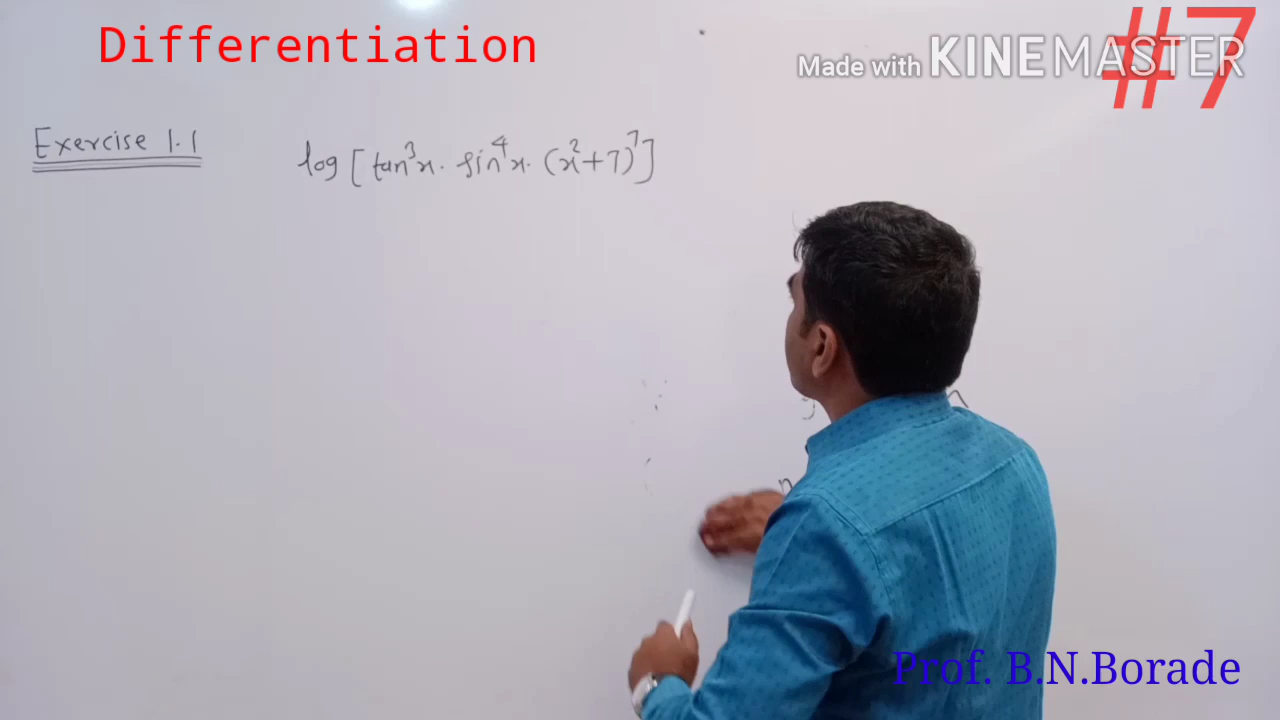 Differentiation
#7
Made with KINEMASTER
Exercise 1.1
log [tan³x. sin⁴x. (x²+7)⁷]
Prof. B.N.Borade